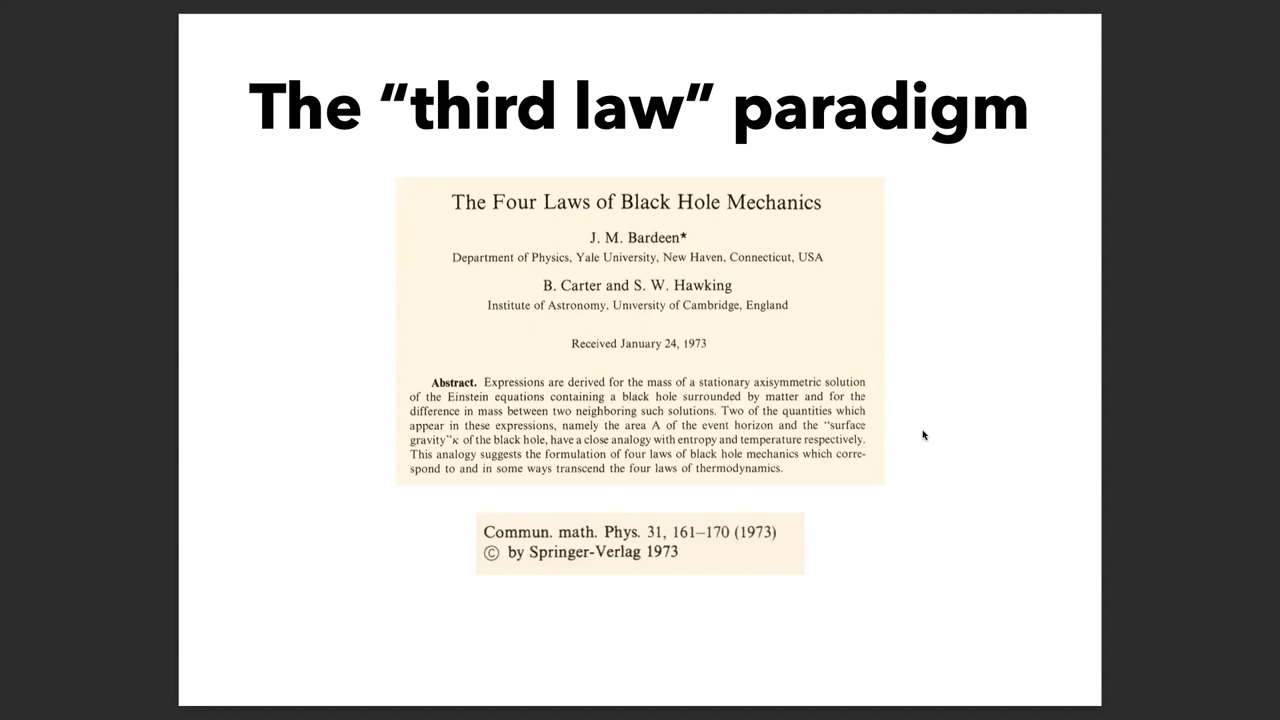 The “third law” paradigm
The Four Laws of Black Hole Mechanics
J. M. Bardeen★
Department of Physics, Yale University, New Haven, Connecticut, USA
B. Carter and S. W. Hawking
Institute of Astronomy, University of Cambridge, England
Received January 24, 1973
Abstract. Expressions are derived for the mass of a stationary axisymmetric solution
of the Einstein equations containing a black hole surrounded by matter and for the
difference in mass between two neighboring such solutions. Two of the quantities which
appear in these expressions, namely the area A of the event horizon and the “surface
gravity” κ of the black hole, have a close analogy with entropy and temperature respectively.
This analogy suggests the formulation of four laws of black hole mechanics which corre-
spond to and in some ways transcend the four laws of thermodynamics.
Commun. math. Phys. 31, 161–170 (1973)
© by Springer-Verlag 1973